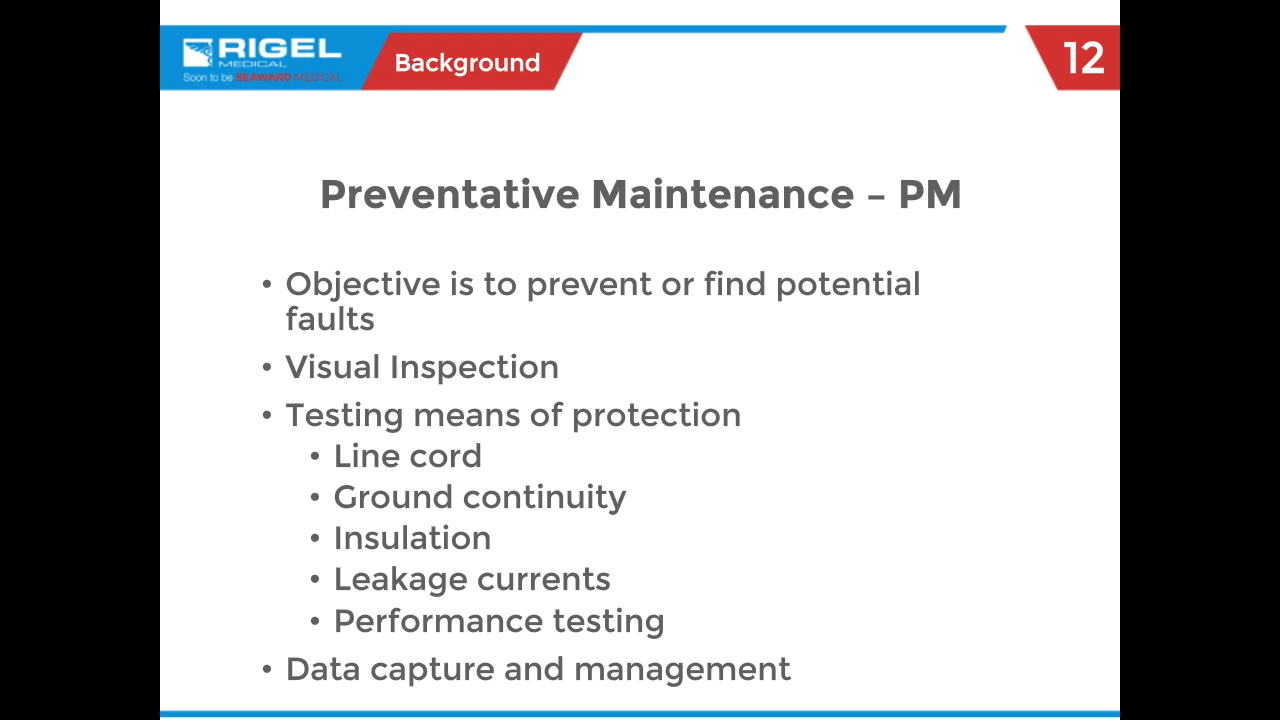 RIGEL
MEDICAL
Soon to be SEAWARD MEDICAL
Background
12
Preventative Maintenance – PM
• Objective is to prevent or find potential
faults
• Visual Inspection
• Testing means of protection
• Line cord
• Ground continuity
• Insulation
• Leakage currents
• Performance testing
• Data capture and management